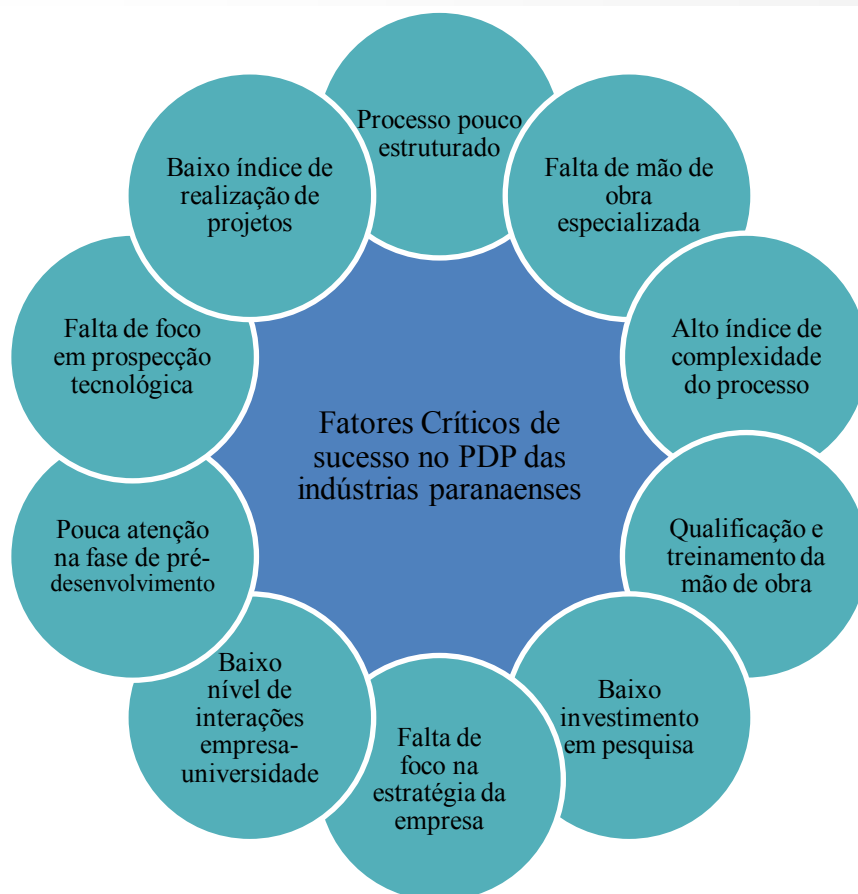 Processo pouco
estruturado
Falta de mão de
obra
especializada
Alto índice de
complexidade
do processo
Qualificação e
treinamento da
mão de obra
Baixo
investimento
em pesquisa
Falta de
foco na
estratégia da
empresa
Baixo
nível de
interações
empresa-
universidade
Pouca atenção
na fase de pré-
desenvolvimento
Falta de foco
em prospecção
tecnológica
Baixo índice de
realização de
projetos
Fatores Críticos de
sucesso no PDP das
indústrias paranaenses